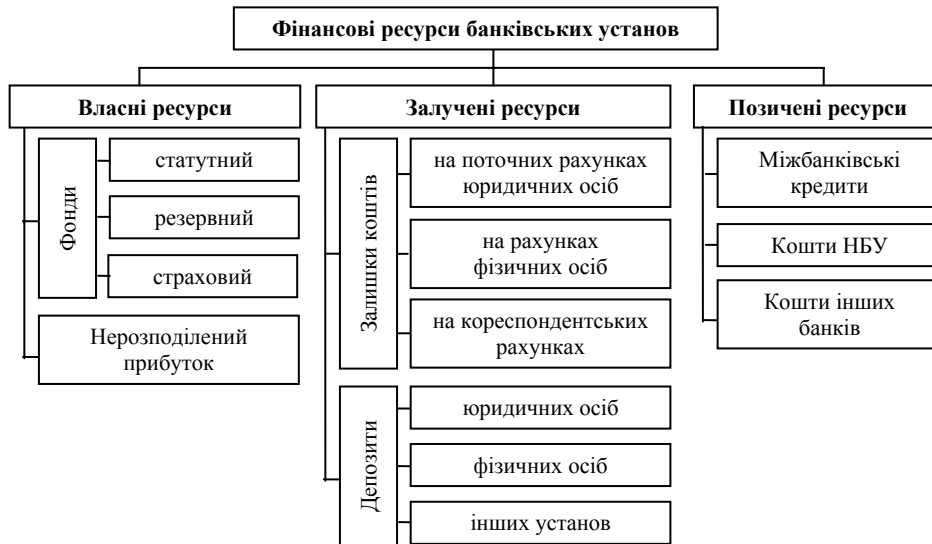 Фінансові ресурси банківських установ
Власні ресурси
Фонди
статутний
резервний
страховий
Нерозподілений
прибуток
Залучені ресурси
Залишки коштів
на поточних рахунках
юридичних осіб
на рахунках
фізичних осіб
на кореспондентських
рахунках
Депозити
юридичних осіб
фізичних осіб
інших установ
Позичені ресурси
Міжбанківські
кредити
Кошти НБУ
Кошти інших
банків